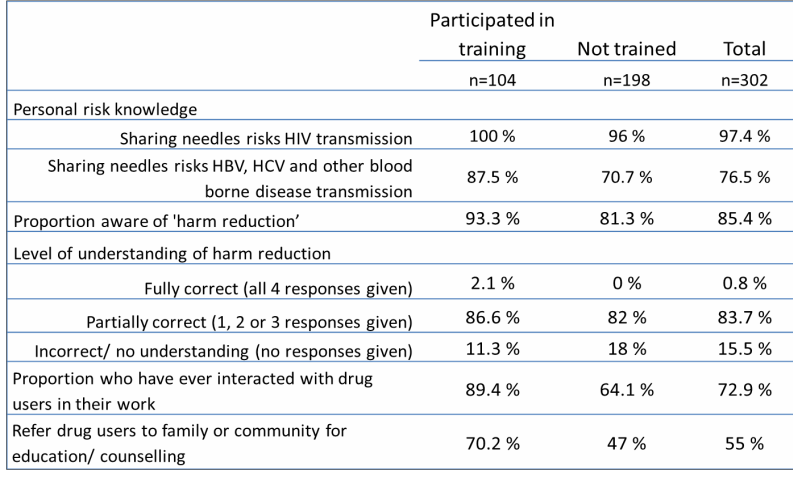 Participated in
training Not trained Total
n=104 n=198 n=302
Personal risk knowledge
Sharing needles risks HIV transmission 100 % 96 % 97.4 %
Sharing needles risks HBV, HCV and other blood
borne disease transmission 87.5 % 70.7 % 76.5 %
Proportion aware of 'harm reduction’ 93.3 % 81.3 % 85.4 %
Level of understanding of harm reduction
Fully correct (all 4 responses given) 2.1 % 0 % 0.8 %
Partially correct (1, 2 or 3 responses given) 86.6 % 82 % 83.7 %
Incorrect/ no understanding (no responses given) 11.3 % 18 % 15.5 %
Proportion who have ever interacted with drug
users in their work 89.4 % 64.1 % 72.9 %
Refer drug users to family or community for
education/ counselling 70.2 % 47 % 55 %